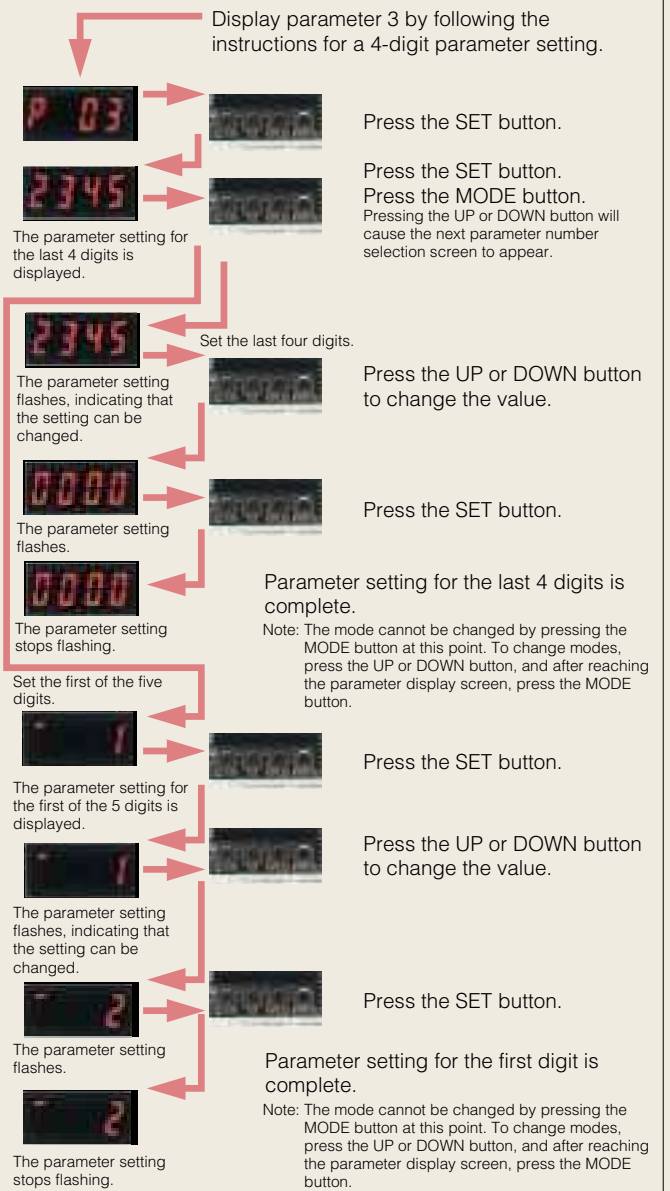 Display parameter 3 by following the
instructions for a 4-digit parameter setting.
P 03
Press the SET button.
2345
Press the SET button.
Press the MODE button.
Pressing the UP or DOWN button will
cause the next parameter number
selection screen to appear.
The parameter setting for
the last 4 digits is
displayed.
2345
Set the last four digits.
The parameter setting
flashes, indicating that
the setting can be
changed.
Press the UP or DOWN button
to change the value.
0000
Press the SET button.
The parameter setting
flashes.
0000
The parameter setting
stops flashing.
Parameter setting for the last 4 digits is
complete.
Note: The mode cannot be changed by pressing the
MODE button at this point. To change modes,
press the UP or DOWN button, and after reaching
the parameter display screen, press the MODE
button.
Set the first of the five
digits.
1
Press the SET button.
The parameter setting for
the first of the 5 digits is
displayed.
1
Press the UP or DOWN button
to change the value.
The parameter setting
flashes, indicating that
the setting can be
changed.
2
Press the SET button.
The parameter setting
flashes.
2
The parameter setting
stops flashing.
Parameter setting for the first digit is
complete.
Note: The mode cannot be changed by pressing the
MODE button at this point. To change modes,
press the UP or DOWN button, and after reaching
the parameter display screen, press the MODE
button.